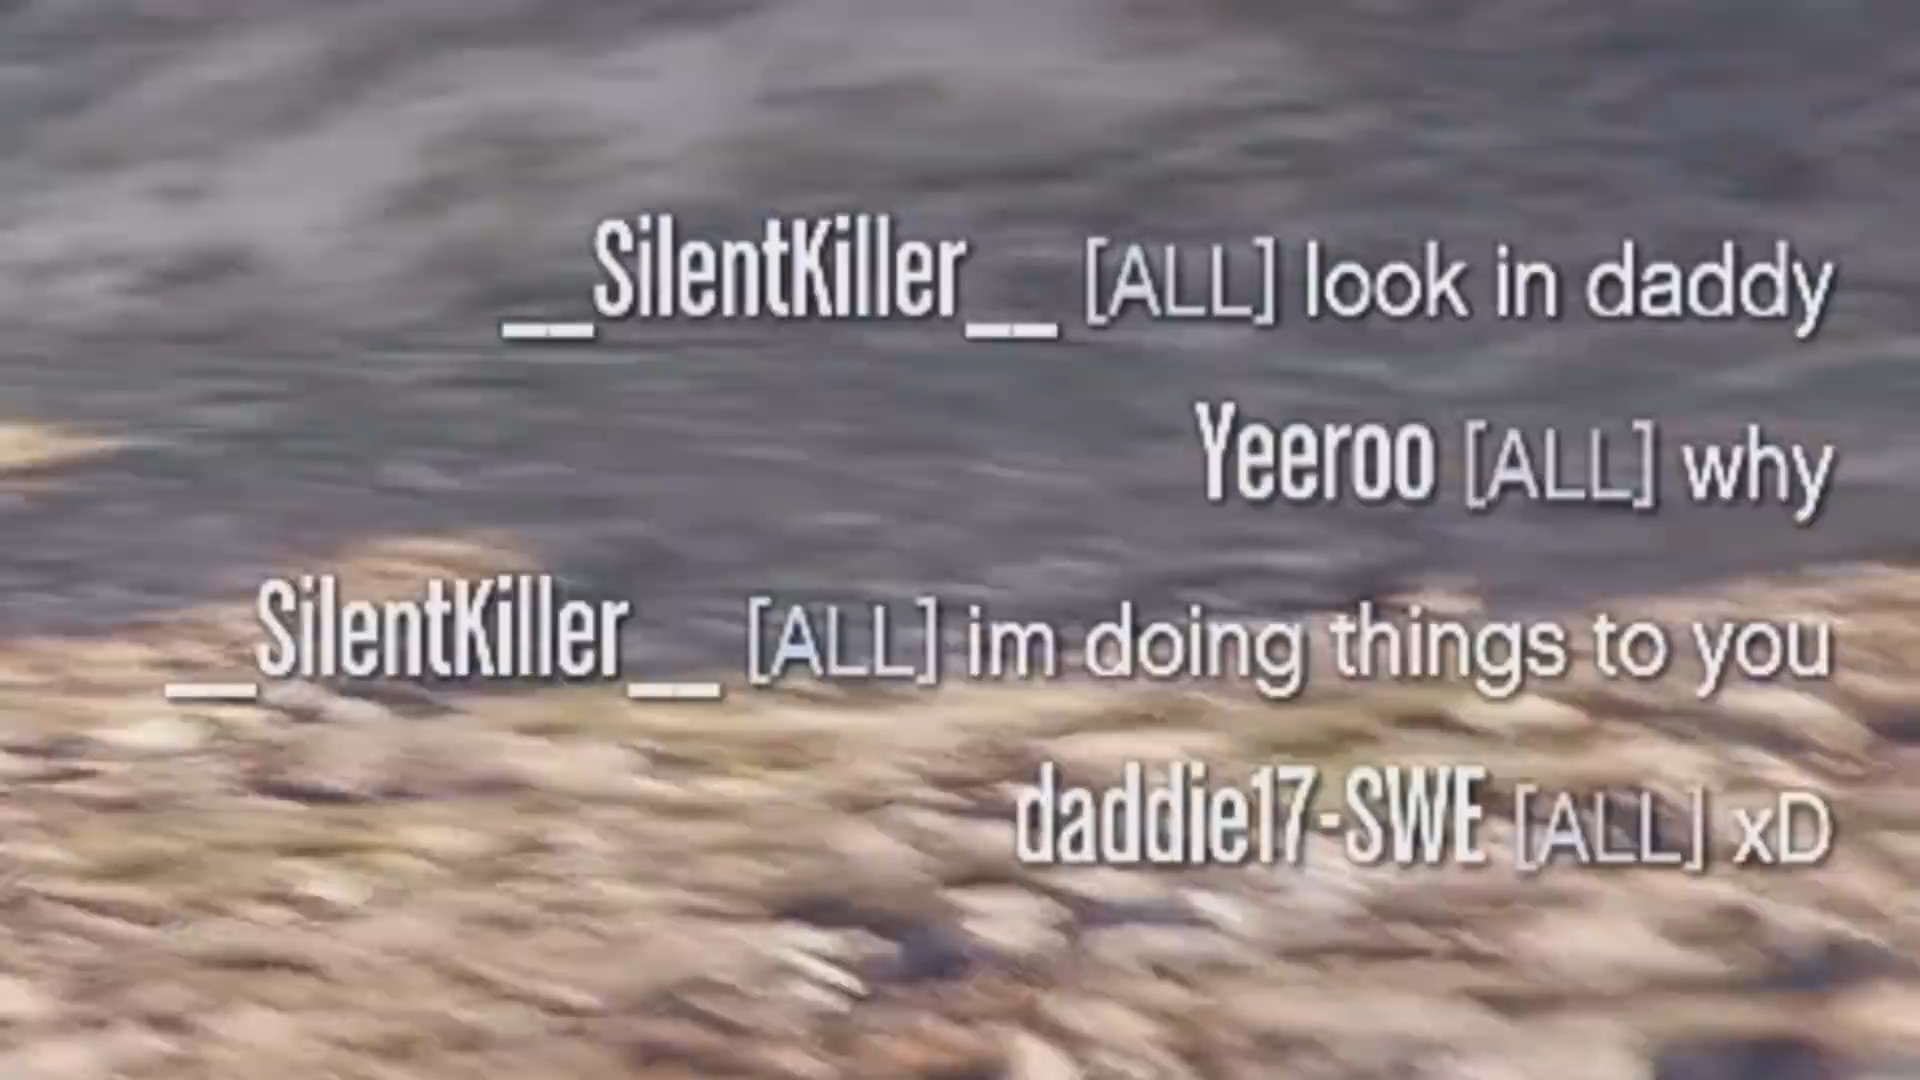 __SilentKiller__ [ALL] look in daddy
Yeeroo [ALL] why
__SilentKiller__ [ALL] im doing things to you
daddie17-SWE [ALL] xD